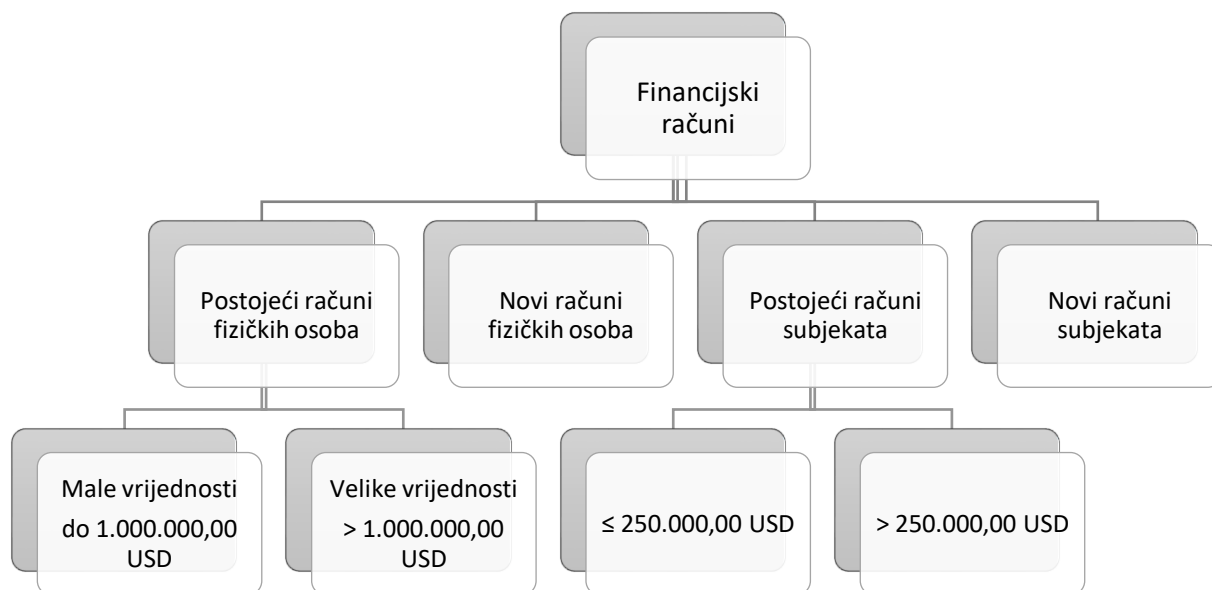 Financijski
računi
Postojeći računi
fizičkih osoba
Novi računi
fizičkih osoba
Postojeći računi
subjekata
Novi računi
subjekata
Male vrijednosti
do 1.000.000,00
USD
Velike vrijednosti
> 1.000.000,00
USD
≤ 250.000,00 USD
> 250.000,00 USD